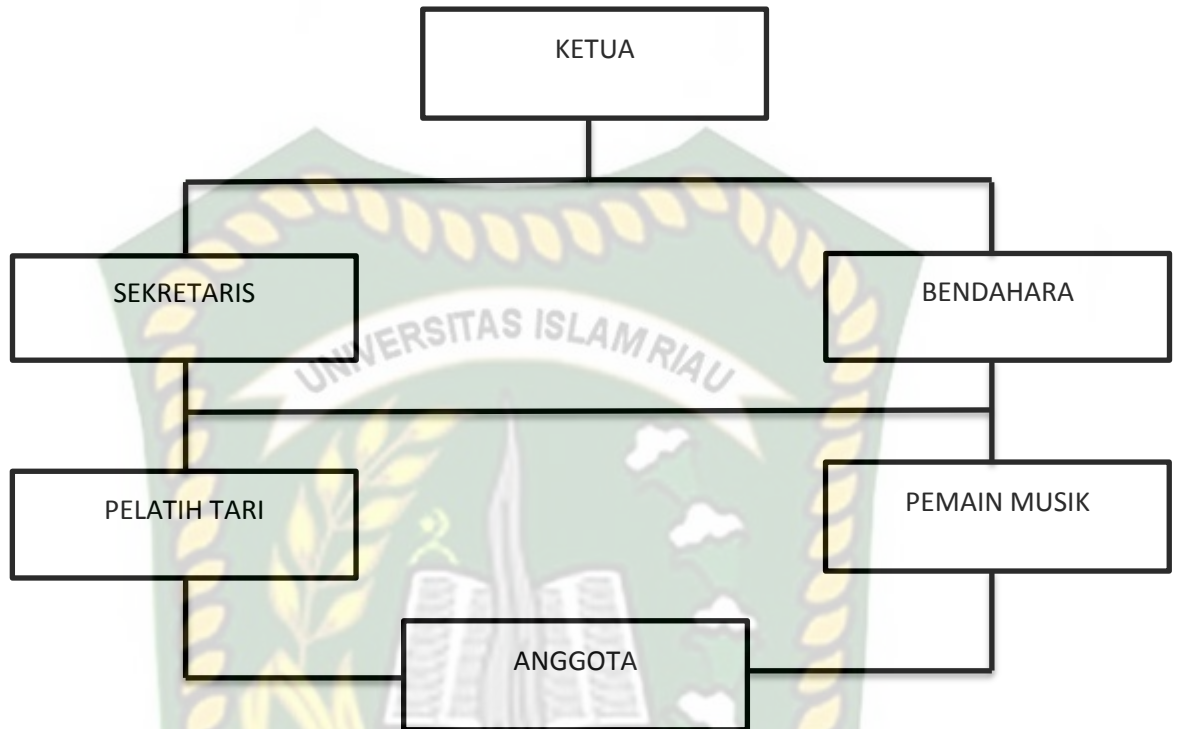 KETUA
SEKRETARIS
BENDAHARA
UNIVERSITAS ISLAM RIAU
PELATIH TARI
PEMAIN MUSIK
ANGGOTA